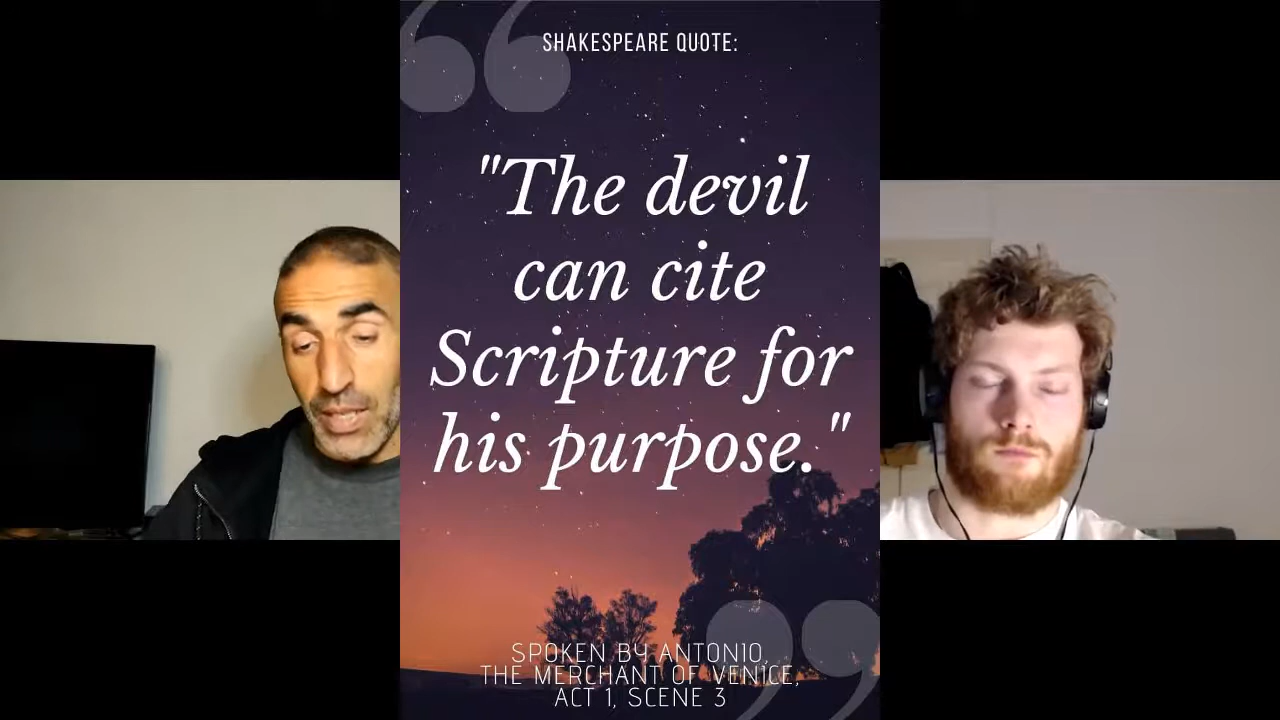 SHAKESPEARE QUOTE:
"The devil
can cite
Scripture for
his purpose."
SPOKEN BY ANTONIO,
THE MERCHANT OF VENICE,
ACT 1, SCENE 3